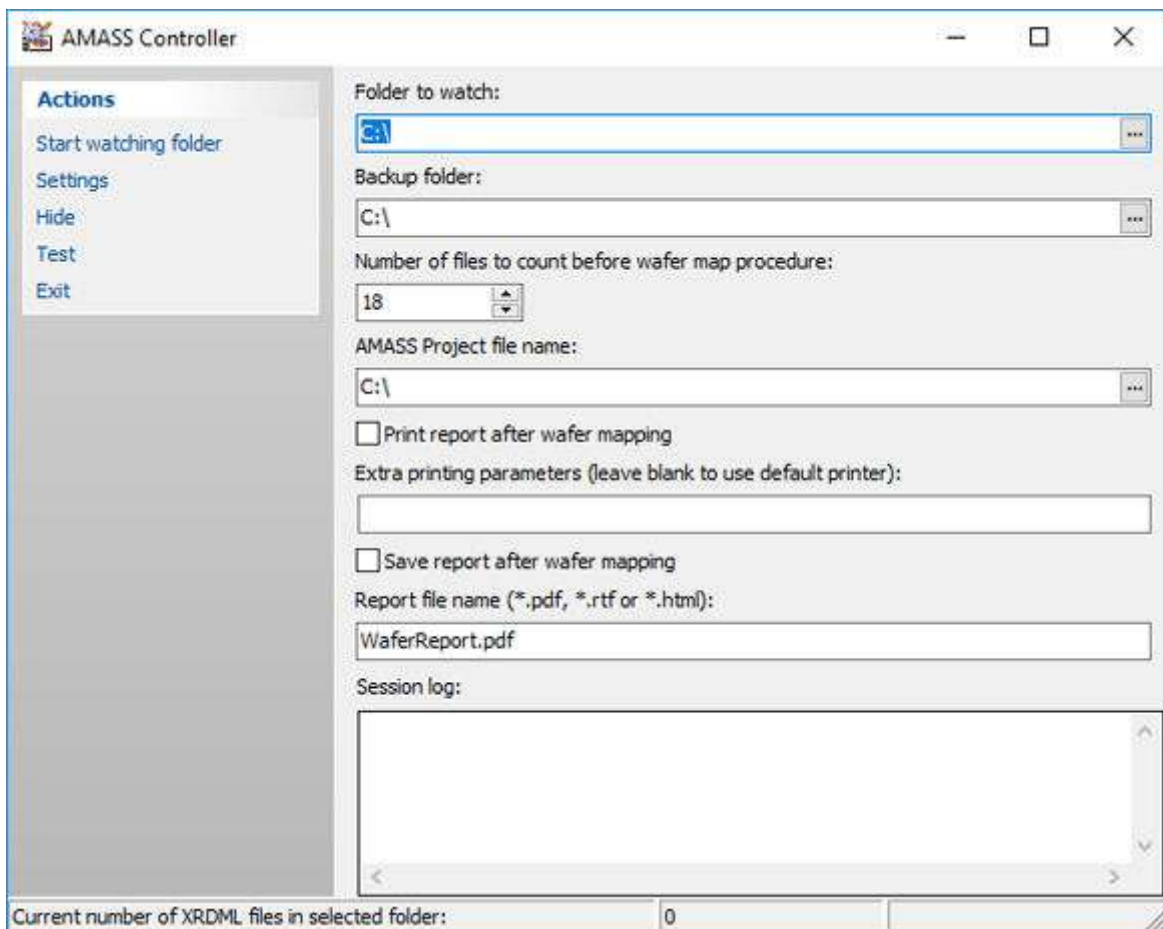 AMASS Controller
Actions
Start watching folder
Settings
Hide
Test
Exit
Folder to watch:
C:\
...
Backup folder:
C:\
...
Number of files to count before wafer map procedure:
18
AMASS Project file name:
C:\
...
Print report after wafer mapping
Extra printing parameters (leave blank to use default printer):
Save report after wafer mapping
Report file name (*.pdf, *.rtf or *.html):
WaferReport.pdf
Session log:
Current number of XRDML files in selected folder: 0